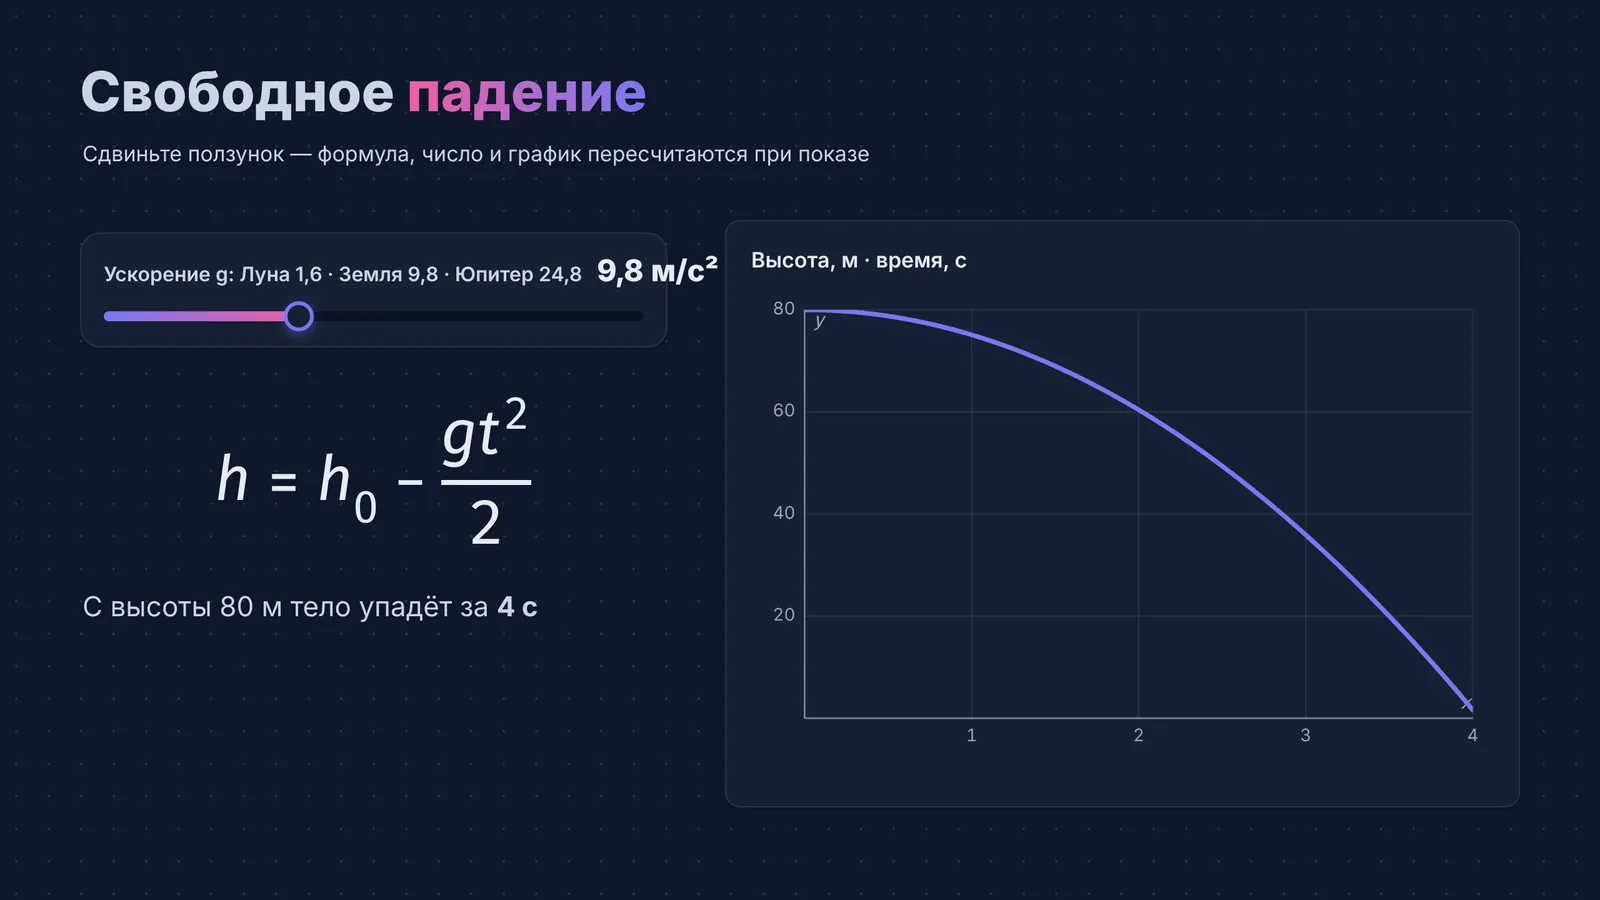 Свободное падение
Сдвиньте ползунок — формула, число и график пересчитаются при показе
Ускорение g: Луна 1,6 · Земля 9,8 · Юпитер 24,8 9,8 м/с²
h = h₀ − gt²/2
С высоты 80 м тело упадёт за 4 с
Высота, м · время, с
80
y
60
40
20
x
1 2 3 4